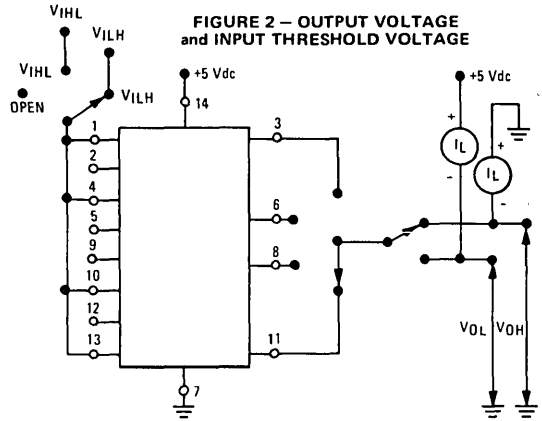 FIGURE 2 — OUTPUT VOLTAGE
and INPUT THRESHOLD VOLTAGE
VIHL
VILH
VIHL
VILH
OPEN
+5 Vdc
14
+5 Vdc
1
2
4
5
9
10
12
13
3
6
8
11
7
+
IL
-
+
IL
-
VOL
VOH